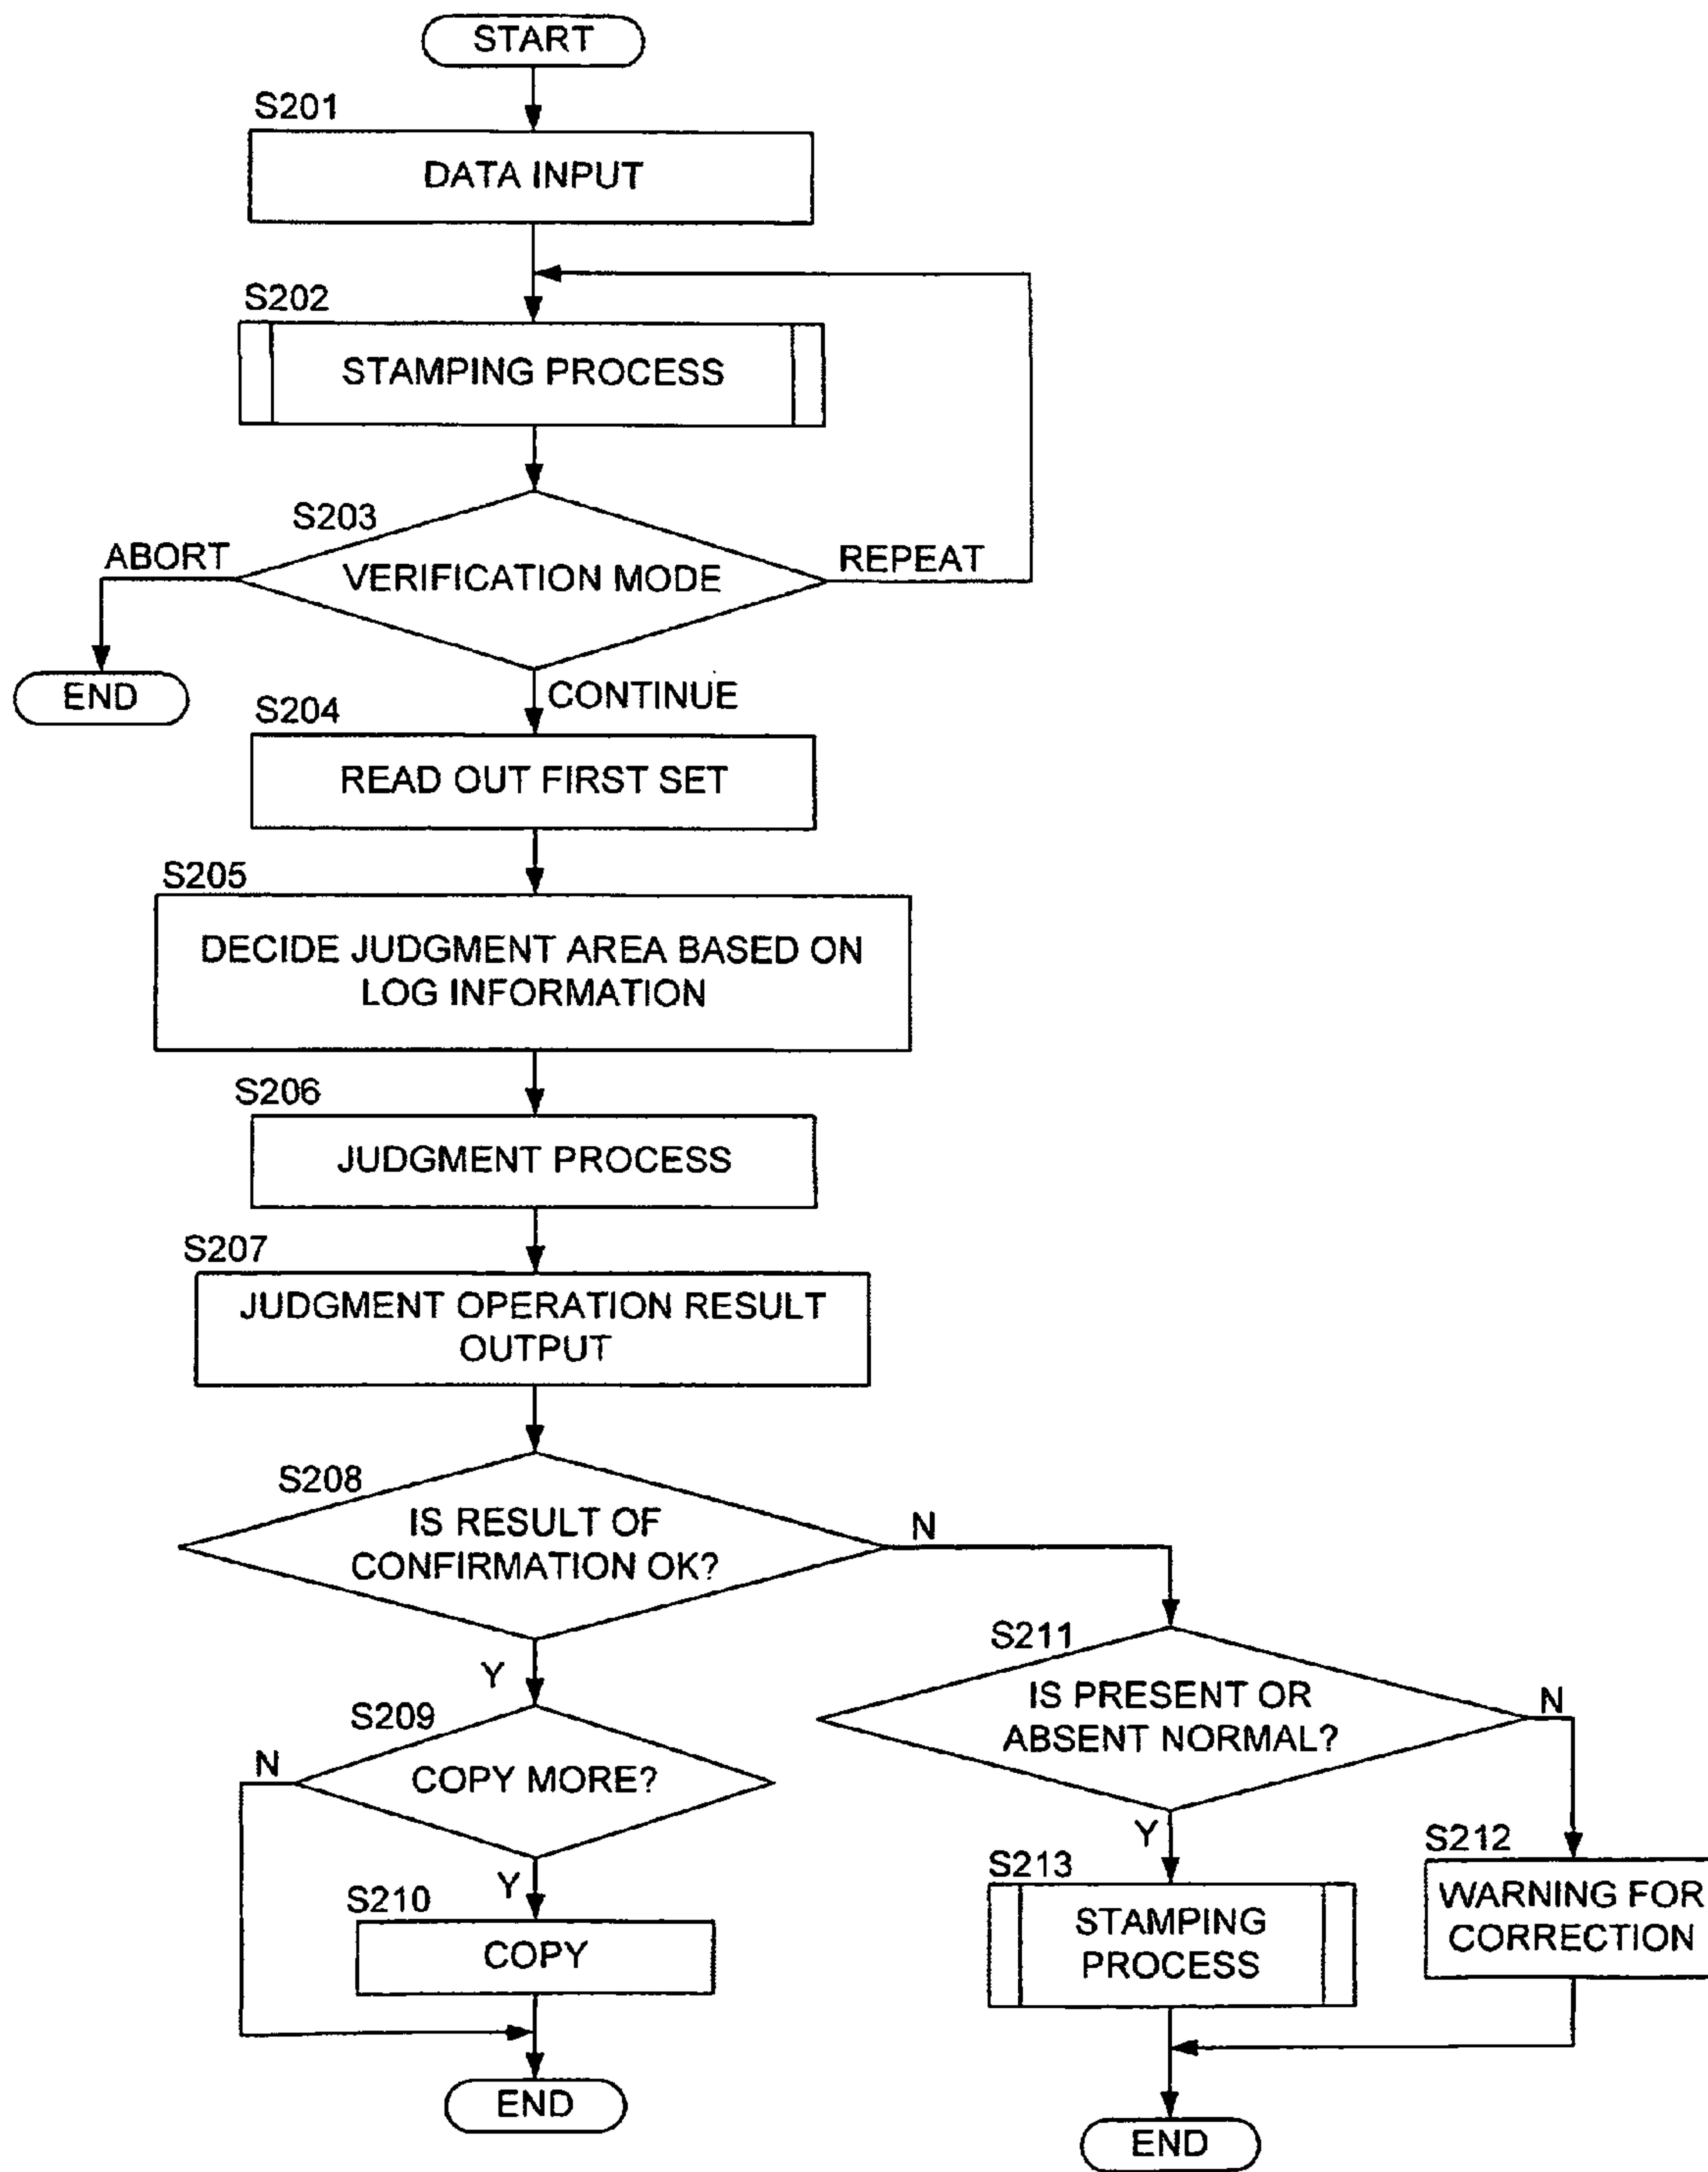 START
S201
DATA INPUT
S202
STAMPING PROCESS
S203
ABORT
VERIFICATION MODE
REPEAT
END
CONTINUE
S204
READ OUT FIRST SET
S205
DECIDE JUDGMENT AREA BASED ON
LOG INFORMATION
S206
JUDGMENT PROCESS
S207
JUDGMENT OPERATION RESULT
OUTPUT
S208
IS RESULT OF
CONFIRMATION OK?
N
Y
S211
IS PRESENT OR
ABSENT NORMAL?
N
S209
N
COPY MORE?
Y
Y
S210
COPY
S213
STAMPING
PROCESS
S212
WARNING FOR
CORRECTION
END
END